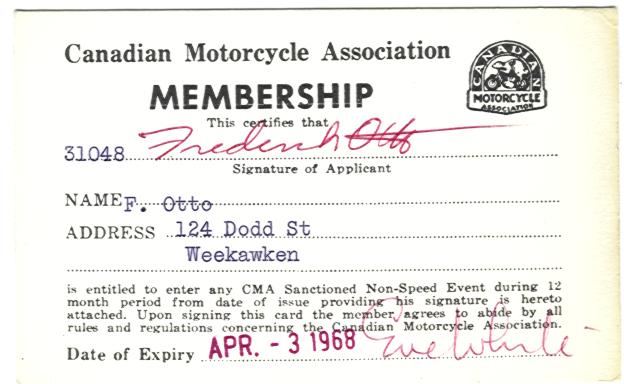 Canadian Motorcycle Association
CANADIAN
MOTORCYCLE
ASSOCIATION
MEMBERSHIP
This certifies that
31048 Frederick Otto
Signature of Applicant
NAME F. Otto
ADDRESS 124 Dodd St
Weekawken
is entitled to enter any CMA Sanctioned Non-Speed Event during 12
month period from date of issue providing his signature is hereto
attached. Upon signing this card the member agrees to abide by all
rules and regulations concerning the Canadian Motorcycle Association.
Date of Expiry APR. - 3 1968 Eve White